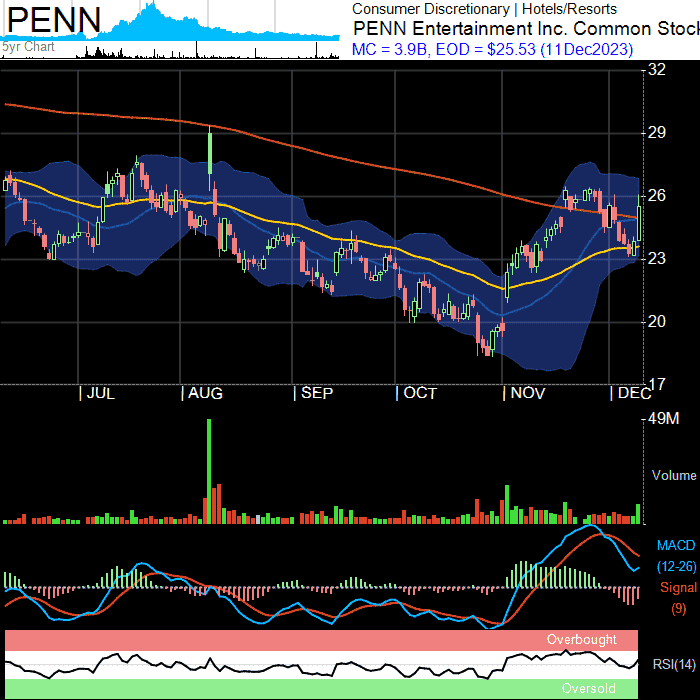 PENN
5yr Chart
Consumer Discretionary | Hotels/Resorts
PENN Entertainment Inc. Common Stock
MC = 3.9B, EOD = $25.53 (11Dec2023)
32
29
26
23
20
17
JUL
AUG
SEP
OCT
NOV
DEC
49M
Volume
MACD
(12-26)
Signal
(9)
Overbought
RSI(14)
Oversold